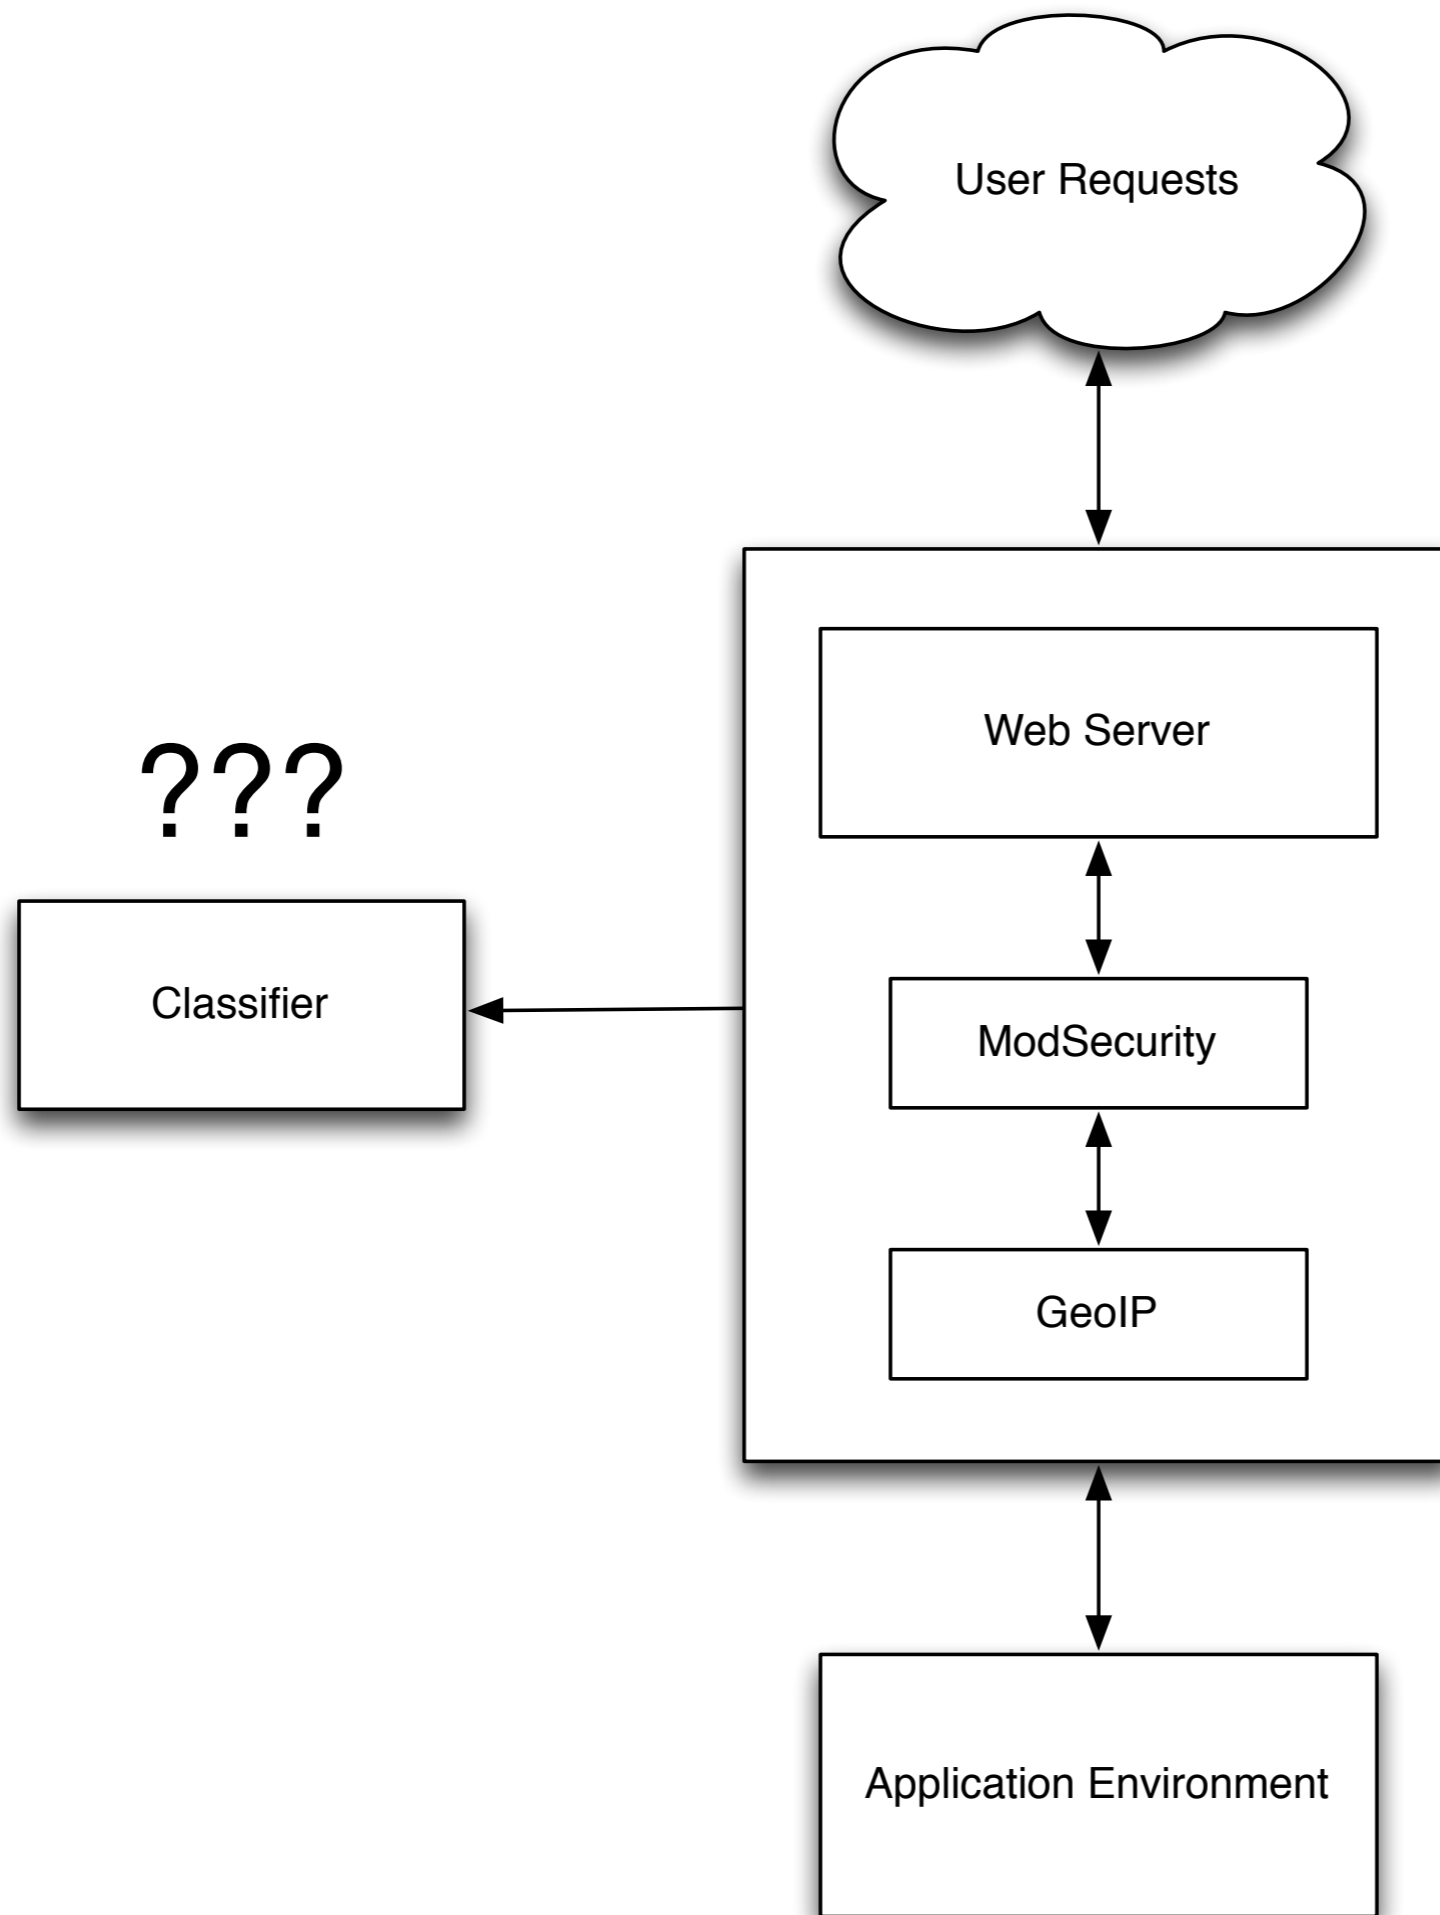 User Requests
Web Server
???
Classifier
ModSecurity
GeoIP
Application Environment